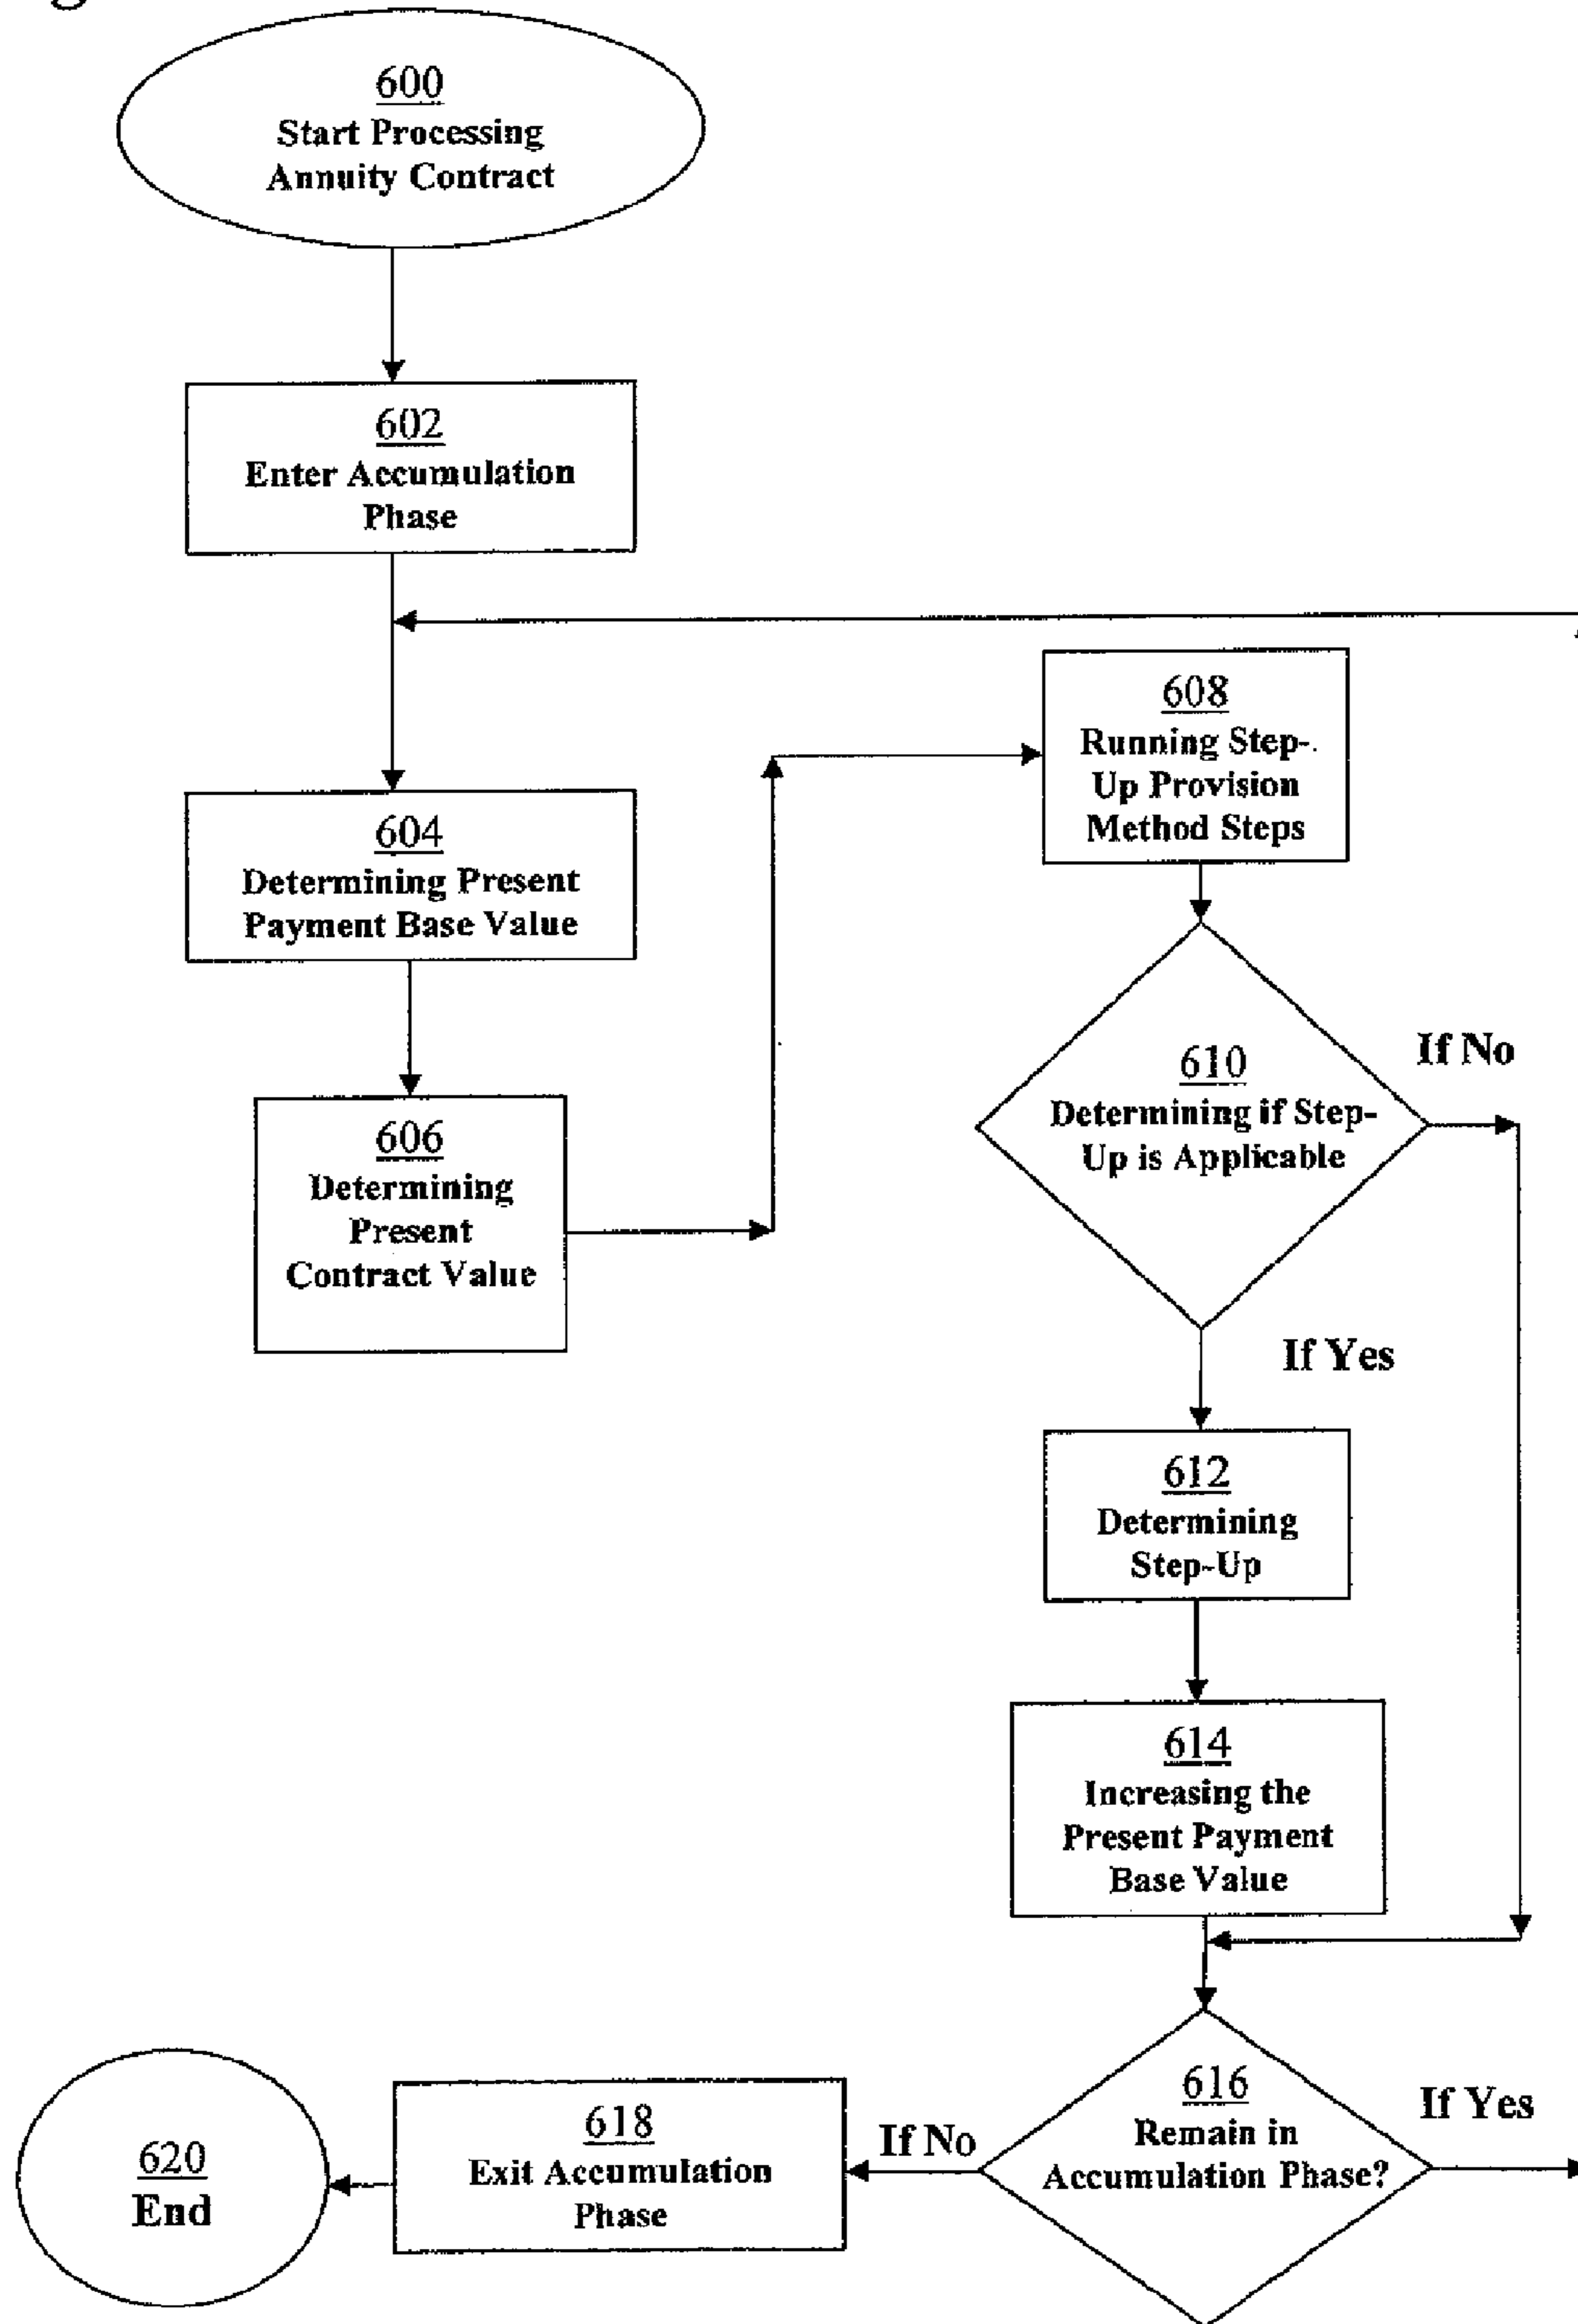 600
Start Processing
Annuity Contract
602
Enter Accumulation
Phase
604
Determining Present
Payment Base Value
606
Determining
Present
Contract Value
608
Running Step-
Up Provision
Method Steps
610
Determining if Step-
Up is Applicable
If No
If Yes
612
Determining
Step-Up
614
Increasing the
Present Payment
Base Value
616
Remain in
Accumulation Phase?
If Yes
If No
618
Exit Accumulation
Phase
620
End